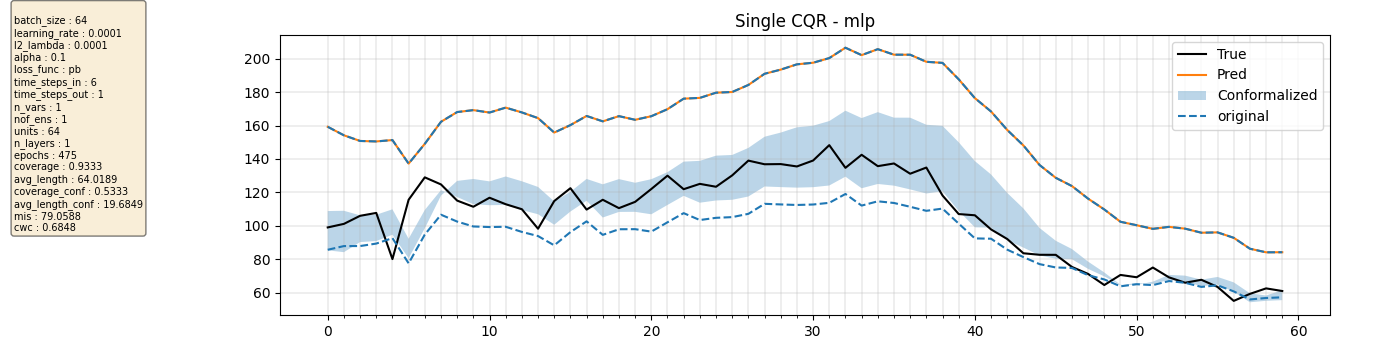 batch_size : 64
learning_rate : 0.0001
l2_lambda : 0.0001
alpha : 0.1
loss_func : pb
time_steps_in : 6
time_steps_out : 1
n_vars : 1
nof_ens : 1
units : 64
n_layers : 1
epochs : 475
coverage : 0.9333
avg_length : 64.0189
coverage_conf : 0.5333
avg_length_conf : 19.6849
mis : 79.0588
cwc : 0.6848
Single CQR - mlp
200
180
160
140
120
100
80
60
True
Pred
Conformalized
original
0 10 20 30 40 50 60